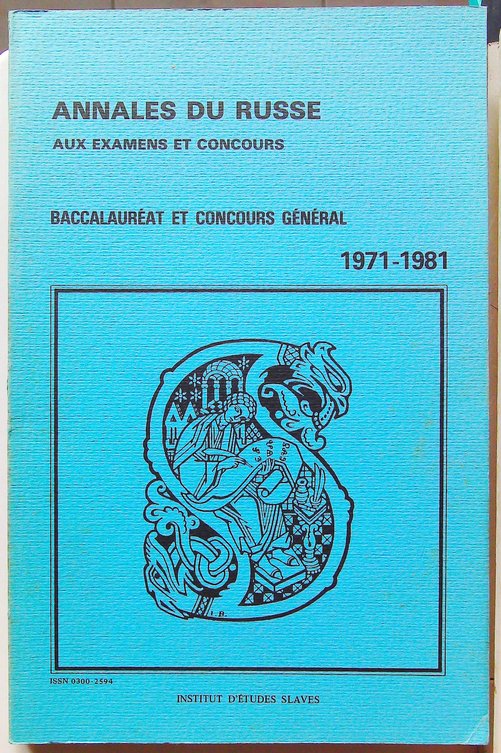 ANNALES DU RUSSE
AUX EXAMENS ET CONCOURS
BACCALAURÉAT ET CONCOURS GÉNÉRAL
1971-1981
I.B.
ISSN 0300-2594
INSTITUT D'ÉTUDES SLAVES